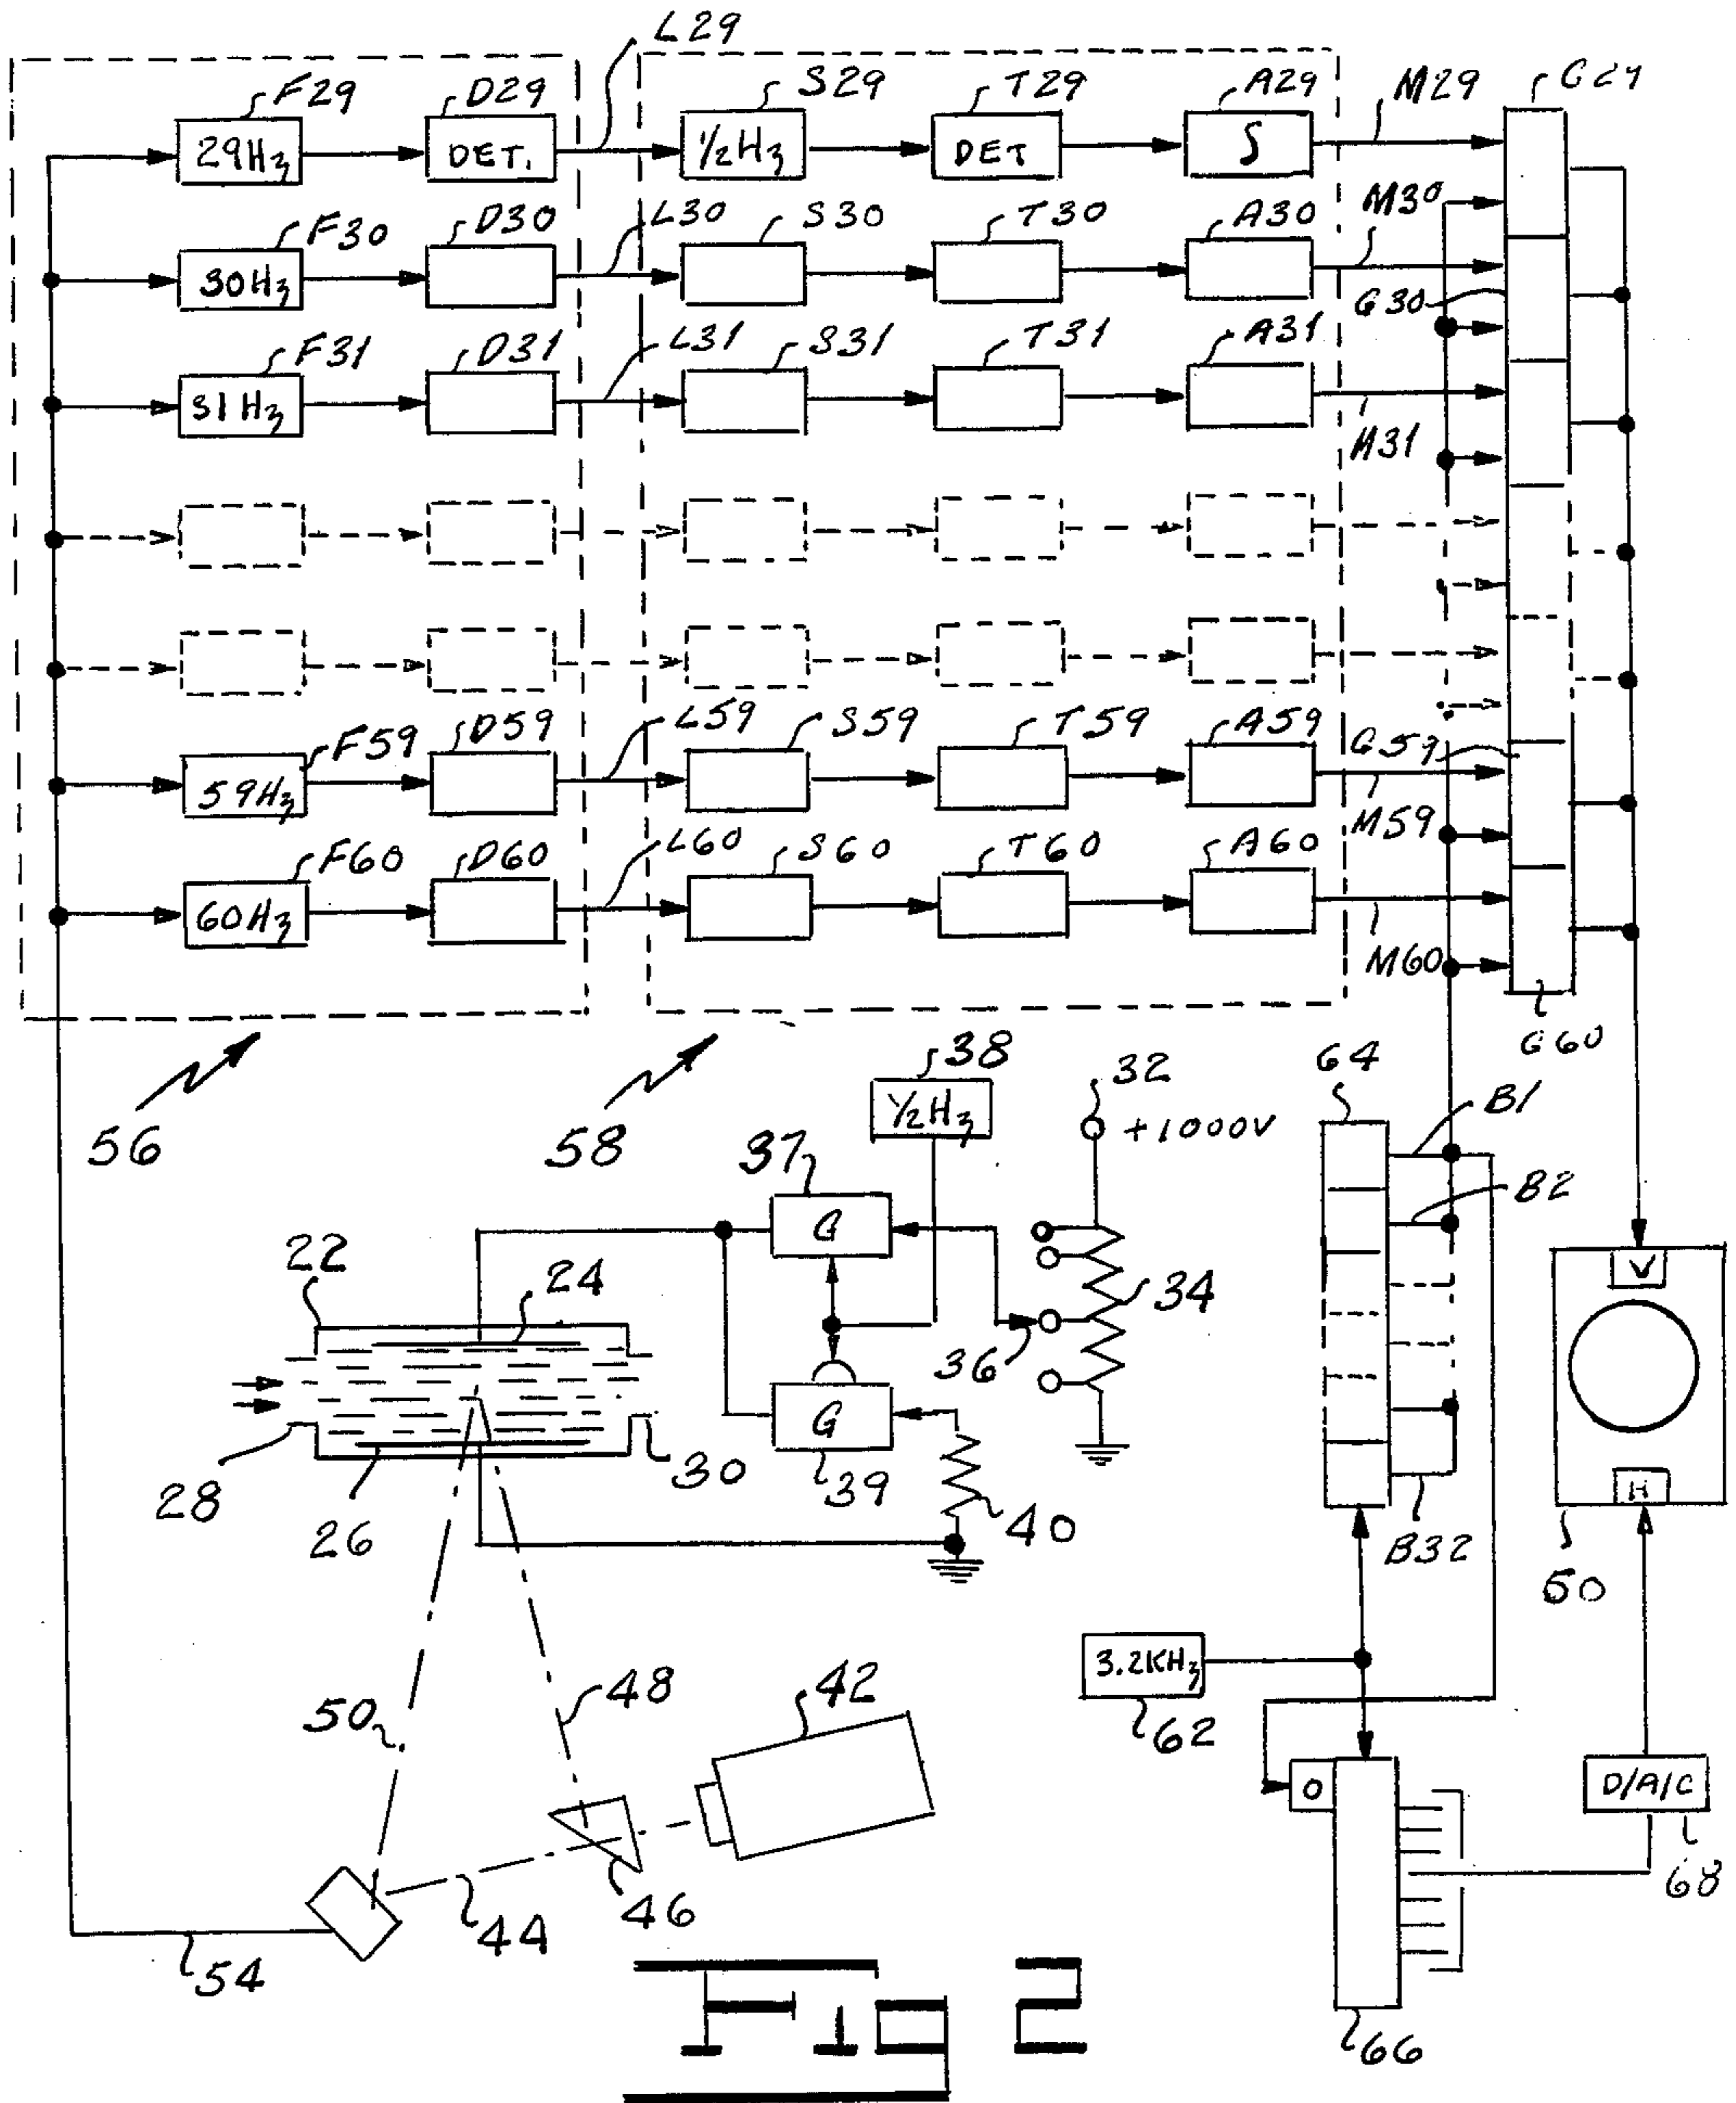 L29
F29 D29 S29 T29 A29 M29 G29
29Hz DET. ½Hz DET ∫
F30 D30 L30 S30 T30 A30 M30
30Hz G30
F31 D31 L31 S31 T31 A31
31Hz M31
F59 D59 L59 S59 T59 A59 G59
59Hz M59
F60 D60 L60 S60 T60 A60
60Hz M60
G60
56 58 38 32 64
½Hz +1000V B1
37 B2
G V
22 24 34
36
G
28 26 39 30 40 B32 H
50
3.2KHz
50 48 42 62
O D/A/C
46 68
54 44
66
FIG 2